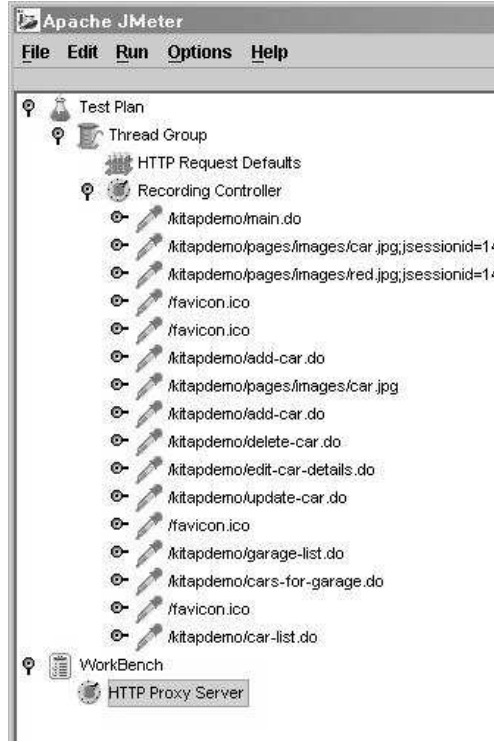 Apache JMeter
File Edit Run Options Help
Test Plan
Thread Group
HTTP Request Defaults
Recording Controller
/kitapdemo/main.do
/kitapdemo/pages/images/car.jpg;jsessionid=14
/kitapdemo/pages/images/red.jpg;jsessionid=14
/favicon.ico
/favicon.ico
/kitapdemo/add-car.do
/kitapdemo/pages/images/car.jpg
/kitapdemo/add-car.do
/kitapdemo/delete-car.do
/kitapdemo/edit-car-details.do
/kitapdemo/update-car.do
/favicon.ico
/kitapdemo/garage-list.do
/kitapdemo/cars-for-garage.do
/favicon.ico
/kitapdemo/car-list.do
WorkBench
HTTP Proxy Server